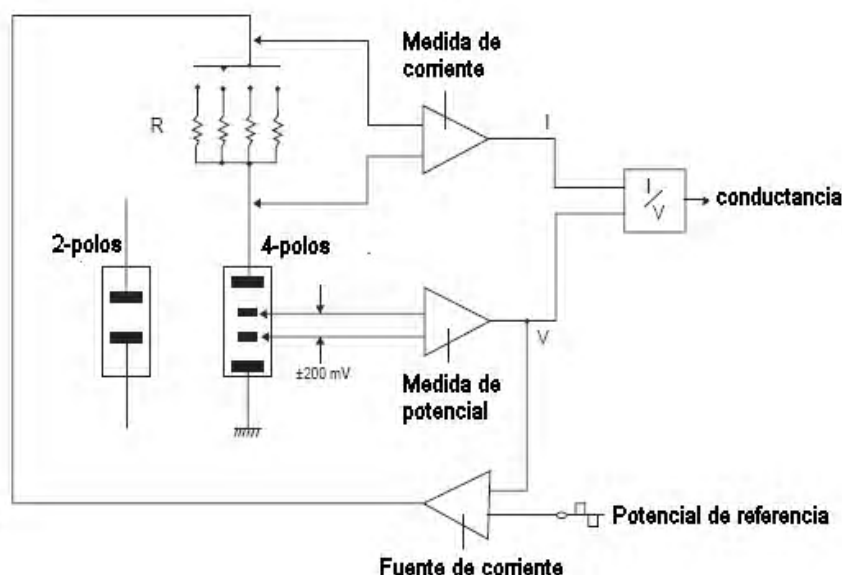 Medida de
corriente
R
I
I
/
V
conductancia
2-polos
4-polos
±200 mV
V
Medida de
potencial
Potencial de referencia
Fuente de corriente